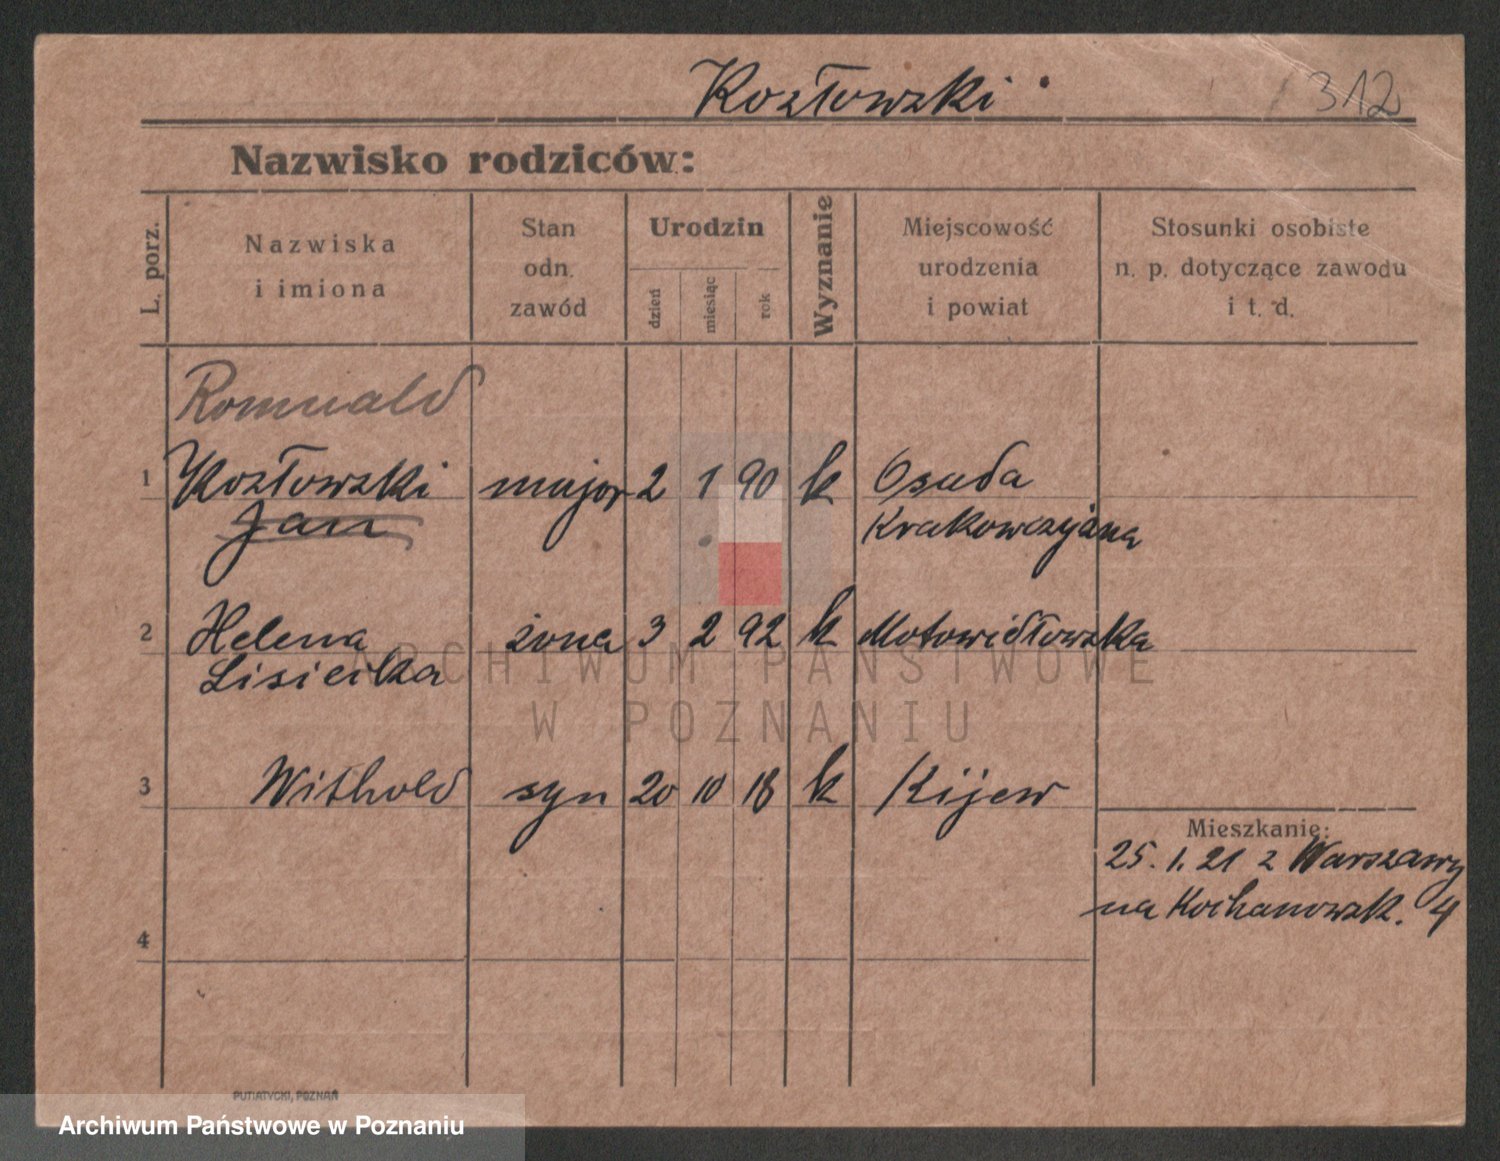 Kozłowski
312
Nazwisko rodziców:
L. porz.
Nazwiska
i imiona
Stan
odn.
zawód
Urodzin
dzień
miesiąc
rok
Wyznanie
Miejscowość
urodzenia
i powiat
Stosunki osobiste
n. p. dotyczące zawodu
i t. d.
Romuald
1 Kozłowski major 2 1 90 k Osada
Jan Krakowczyzna
2 Helena żona 3 2 92 k Motowidłowska
Lisiecka
3 Withold syn 20 10 18 k Kijew
Mieszkanie:
25. 1. 21 z Warszawy
na Kochanowsk. 4
4
ARCHIWUM PAŃSTWOWE
W POZNANIU
PUTIATYCKI, POZNAŃ
Archiwum Państwowe w Poznaniu